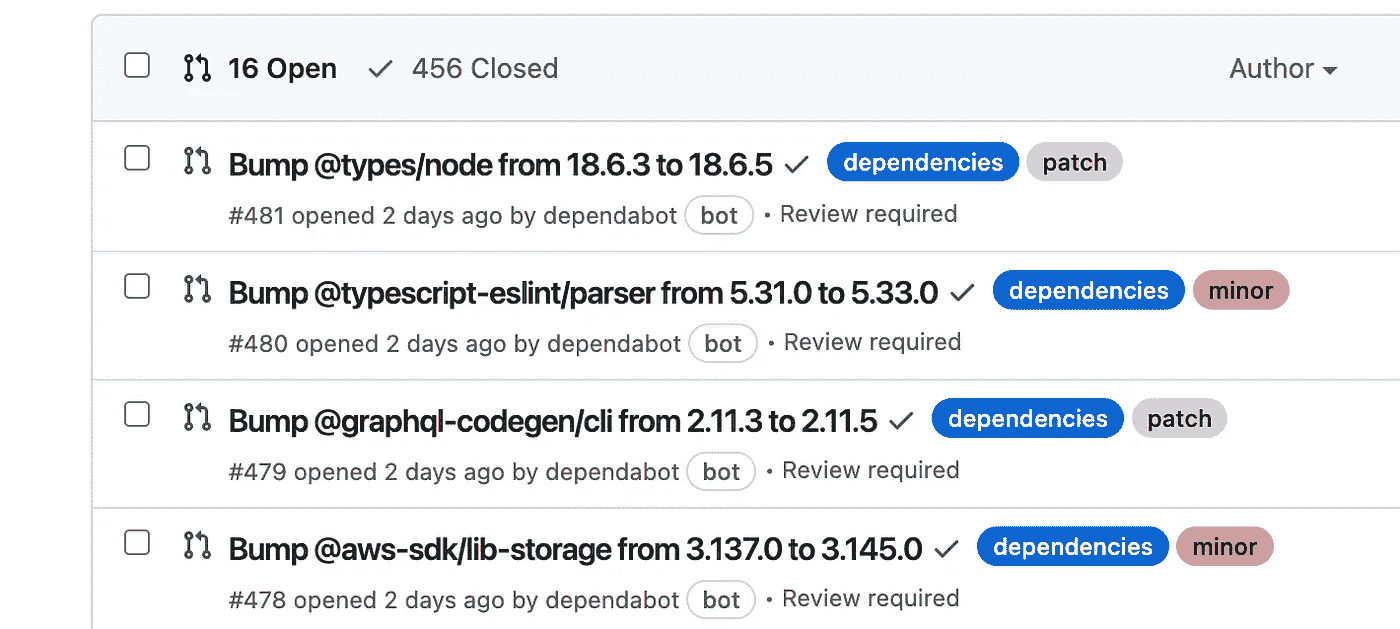 16 Open 456 Closed Author
Bump @types/node from 18.6.3 to 18.6.5 dependencies patch
#481 opened 2 days ago by dependabot bot • Review required
Bump @typescript-eslint/parser from 5.31.0 to 5.33.0 dependencies minor
#480 opened 2 days ago by dependabot bot • Review required
Bump @graphql-codegen/cli from 2.11.3 to 2.11.5 dependencies patch
#479 opened 2 days ago by dependabot bot • Review required
Bump @aws-sdk/lib-storage from 3.137.0 to 3.145.0 dependencies minor
#478 opened 2 days ago by dependabot bot • Review required